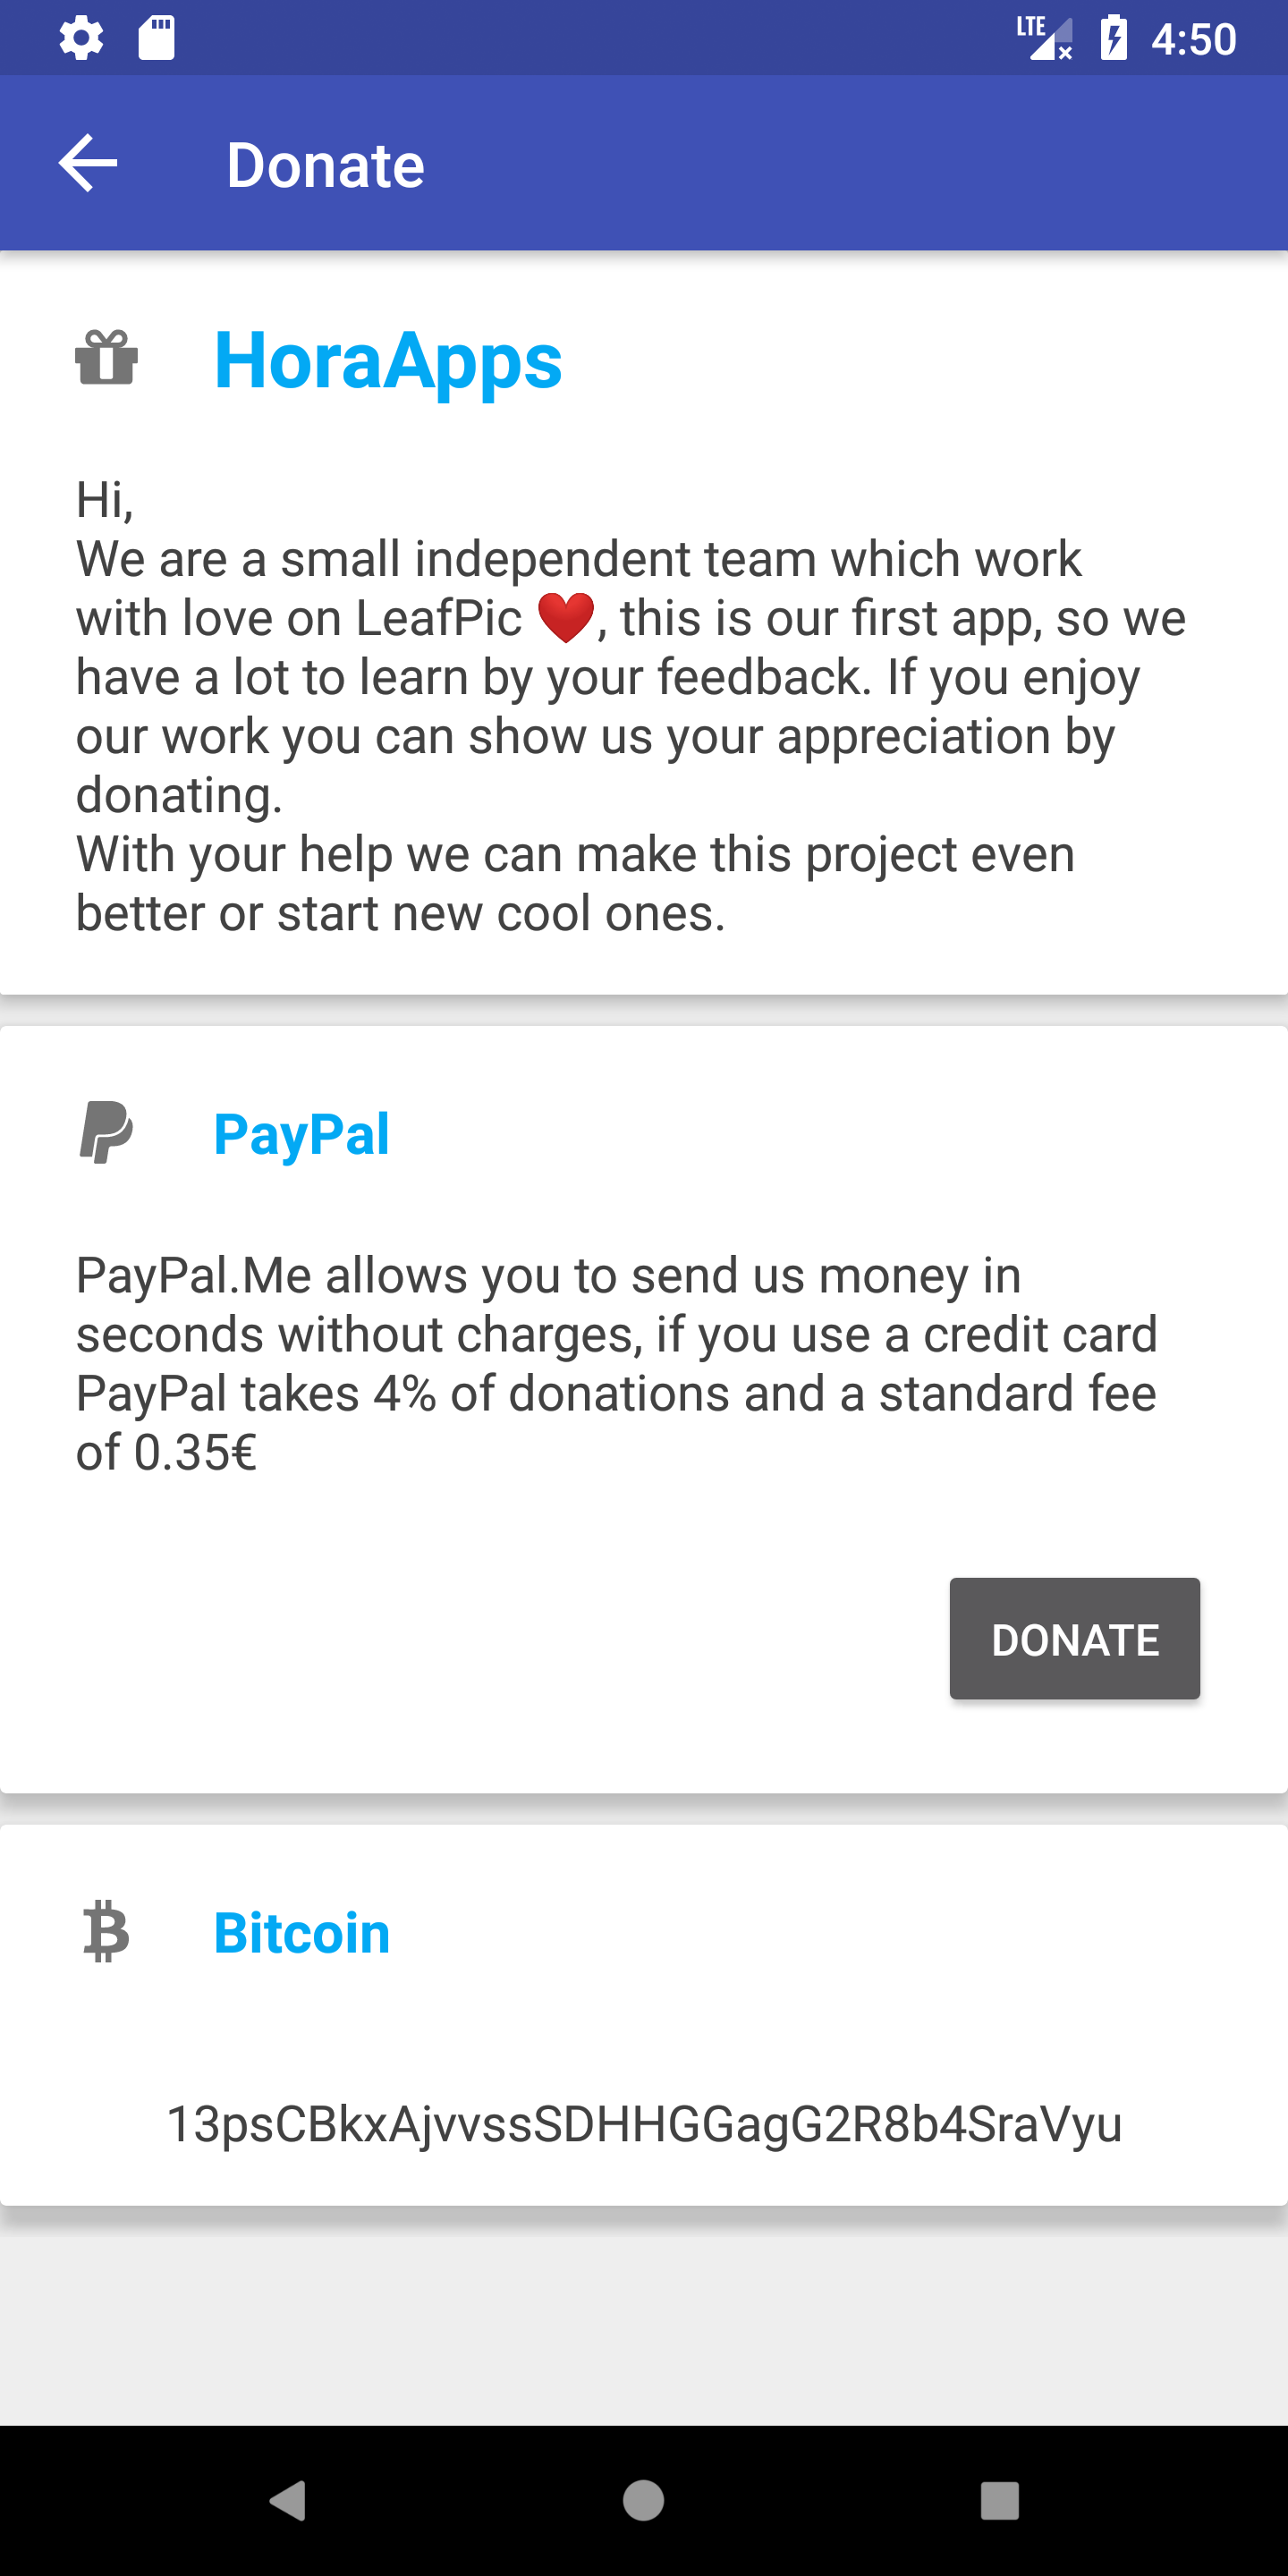 LTE 4:50
Donate
HoraApps
Hi,
We are a small independent team which work
with love on LeafPic ❤️, this is our first app, so we
have a lot to learn by your feedback. If you enjoy
our work you can show us your appreciation by
donating.
With your help we can make this project even
better or start new cool ones.
PayPal
PayPal.Me allows you to send us money in
seconds without charges, if you use a credit card
PayPal takes 4% of donations and a standard fee
of 0.35€
DONATE
Bitcoin
13psCBkxAjvvssSDHHGGagG2R8b4SraVyu